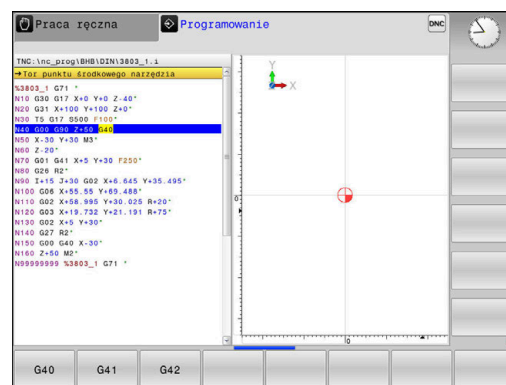 Praca ręczna
Programowanie
DNC
TNC:\nc_prog\BHB\DIN\3803_1.i
→Tor punktu środkowego narzędzia
%3803_1 G71 *
N10 G30 G17 X+0 Y+0 Z-40*
N20 G31 X+100 Y+100 Z+0*
N30 T5 G17 S500 F100*
N40 G00 G90 Z+50 G40
N50 X-30 Y+30 M3*
N60 Z-20*
N70 G01 G41 X+5 Y+30 F250*
N80 G26 R2*
N90 I+15 J+30 G02 X+6.645 Y+35.495*
N100 G06 X+55.55 Y+69.488*
N110 G02 X+58.995 Y+30.025 R+20*
N120 G03 X+19.732 Y+21.191 R+75*
N130 G02 X+5 Y+30*
N140 G27 R2*
N150 G00 G40 X-30*
N160 Z+50 M2*
N99999999 %3803_1 G71 *
Y
X
0
0
G40
G41
G42